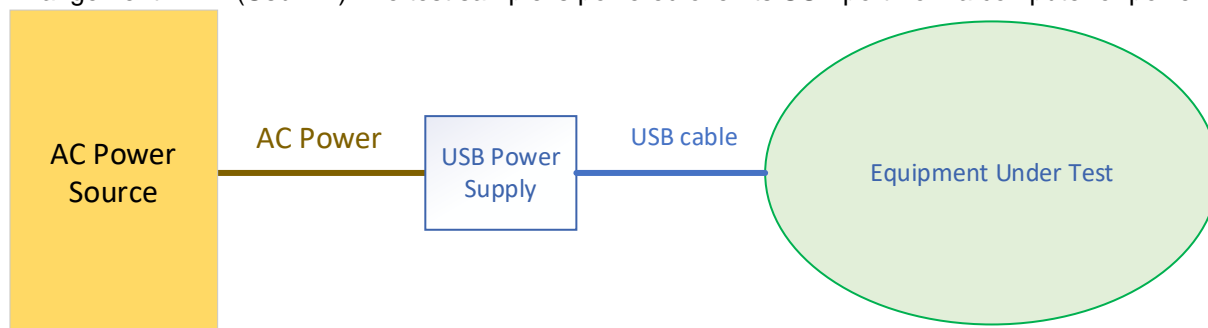 AC Power
Source
AC Power
USB Power
Supply
USB cable
Equipment Under Test